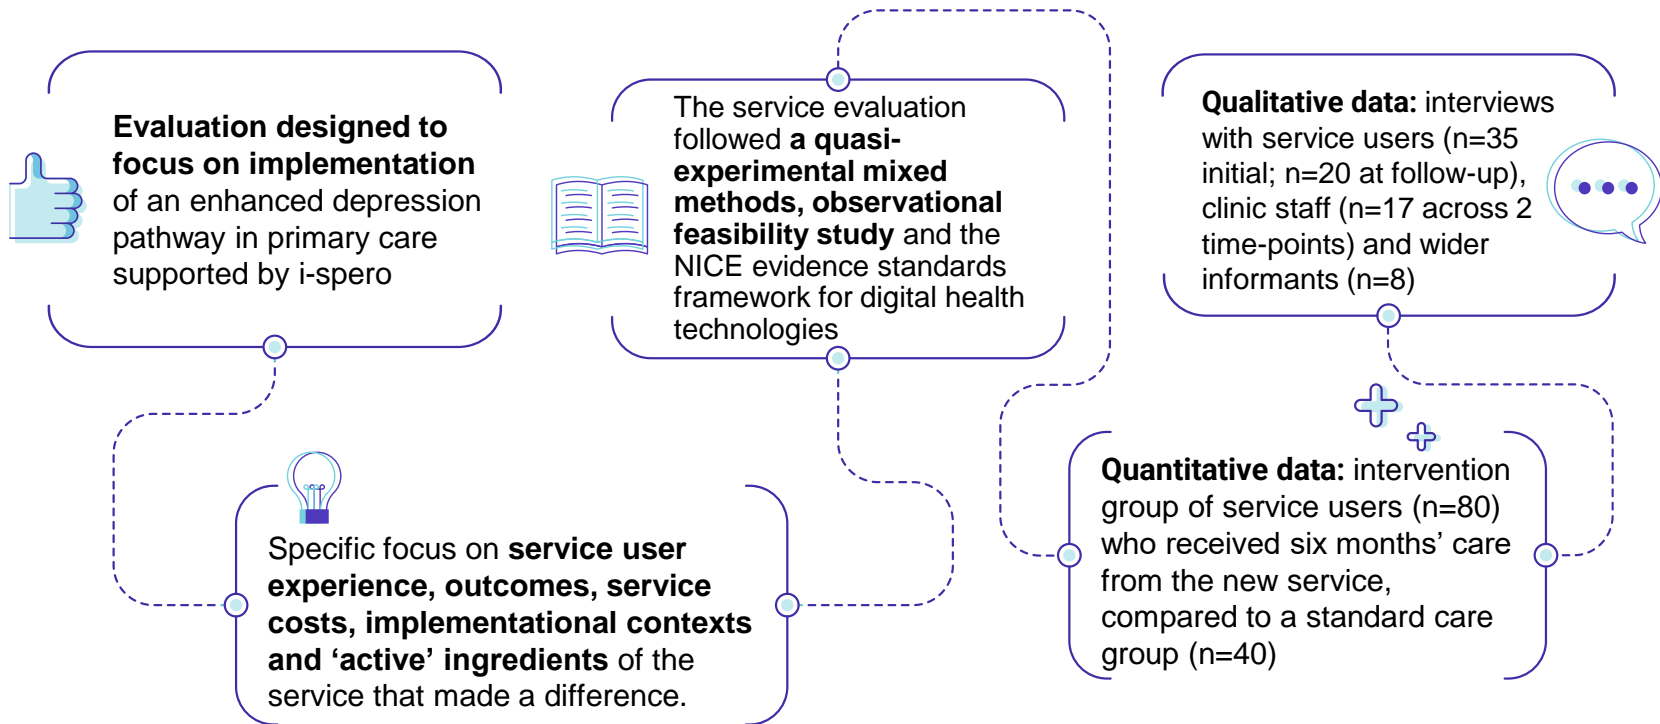 Evaluation designed to
focus on implementation
of an enhanced depression
pathway in primary care
supported by i-spero
Specific focus on service user
experience, outcomes, service
costs, implementational contexts
and ‘active’ ingredients of the
service that made a difference.
The service evaluation
followed a quasi-
experimental mixed
methods, observational
feasibility study and the
NICE evidence standards
framework for digital health
technologies
Quantitative data: intervention
group of service users (n=80)
who received six months’ care
from the new service,
compared to a standard care
group (n=40)
Qualitative data: interviews
with service users (n=35
initial; n=20 at follow-up),
clinic staff (n=17 across 2
time-points) and wider
informants (n=8)